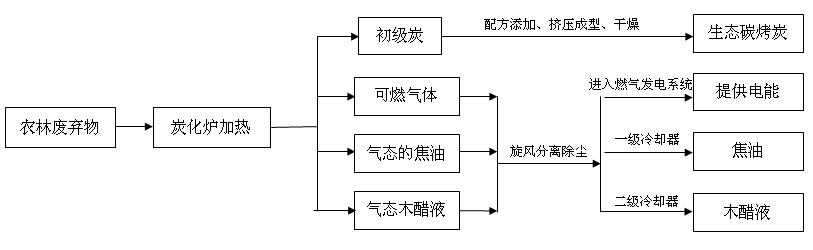 初级炭
配方添加、挤压成型、干燥
生态碳烤炭
可燃气体
进入燃气发电系统
提供电能
农林废弃物
炭化炉加热
气态的焦油
旋风分离除尘
一级冷却器
焦油
气态木醋液
二级冷却器
木醋液